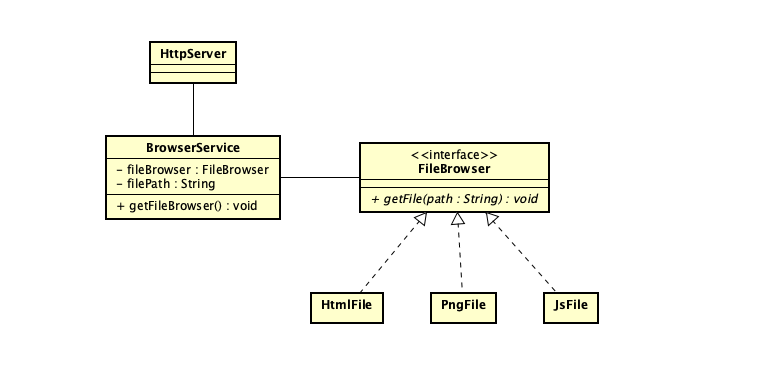 HttpServer
BrowserService
– fileBrowser : FileBrowser
– filePath : String
+ getFileBrowser() : void
<<interface>>
FileBrowser
+ getFile(path : String) : void
HtmlFile
PngFile
JsFile